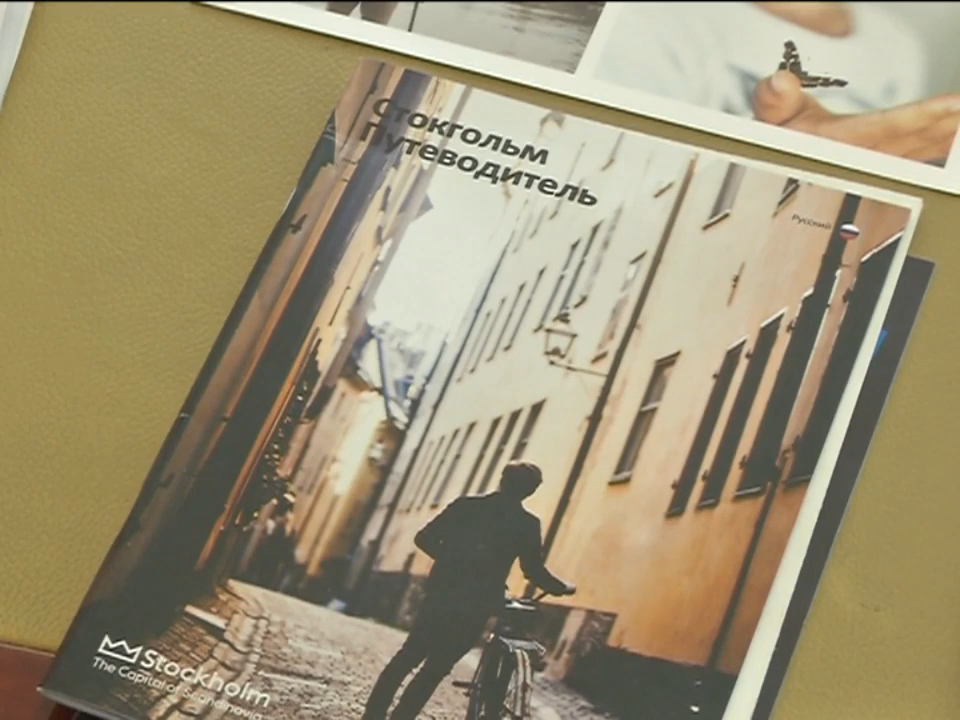 Стокгольм
Путеводитель
Русский
Stockholm
The Capital of Scandinavia